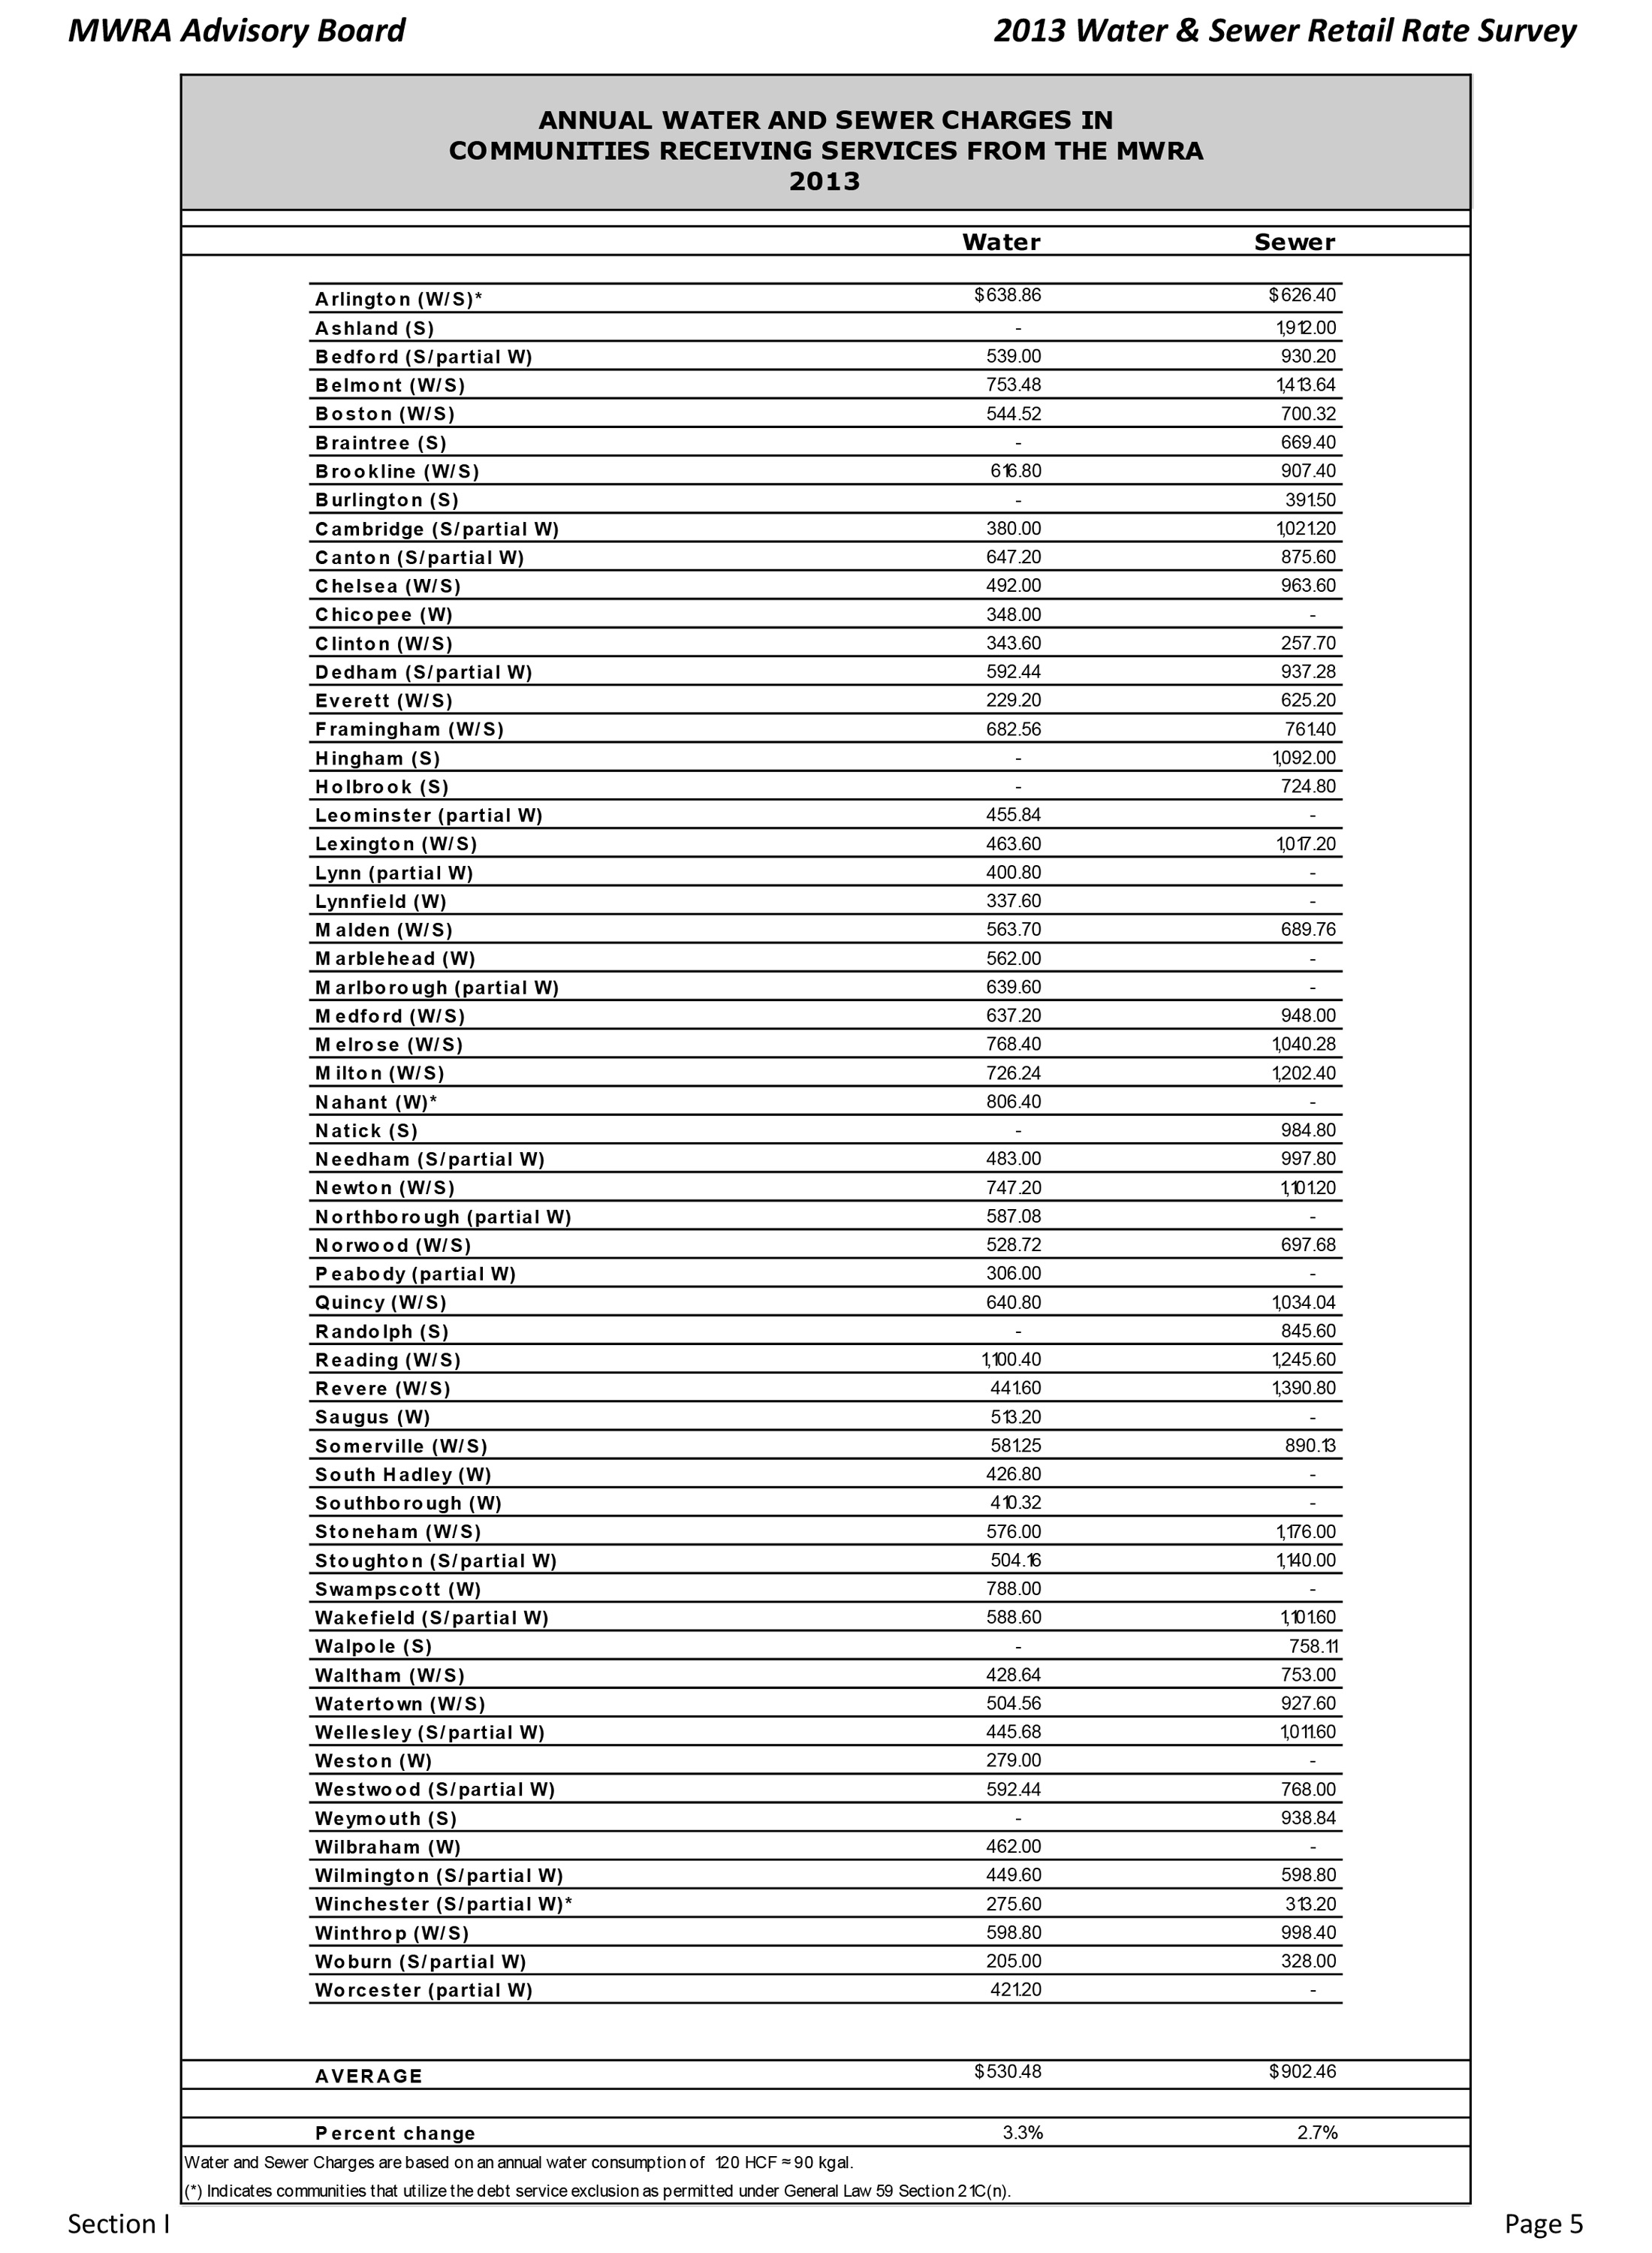 MWRA Advisory Board 2013 Water & Sewer Retail Rate Survey
ANNUAL WATER AND SEWER CHARGES IN
COMMUNITIES RECEIVING SERVICES FROM THE MWRA
2013
Water Sewer
Arlington (W/S)* $638.86 $626.40
Ashland (S) - 1,912.00
Bedford (S/partial W) 539.00 930.20
Belmont (W/S) 753.48 1,413.64
Boston (W/S) 544.52 700.32
Braintree (S) - 669.40
Brookline (W/S) 616.80 907.40
Burlington (S) - 391.50
Cambridge (S/partial W) 380.00 1,021.20
Canton (S/partial W) 647.20 875.60
Chelsea (W/S) 492.00 963.60
Chicopee (W) 348.00 -
Clinton (W/S) 343.60 257.70
Dedham (S/partial W) 592.44 937.28
Everett (W/S) 229.20 625.20
Framingham (W/S) 682.56 761.40
Hingham (S) - 1,092.00
Holbrook (S) - 724.80
Leominster (partial W) 455.84 -
Lexington (W/S) 463.60 1,017.20
Lynn (partial W) 400.80 -
Lynnfield (W) 337.60 -
Malden (W/S) 563.70 689.76
Marblehead (W) 562.00 -
Marlborough (partial W) 639.60 -
Medford (W/S) 637.20 948.00
Melrose (W/S) 768.40 1,040.28
Milton (W/S) 726.24 1,202.40
Nahant (W)* 806.40 -
Natick (S) - 984.80
Needham (S/partial W) 483.00 997.80
Newton (W/S) 747.20 1,101.20
Northborough (partial W) 587.08 -
Norwood (W/S) 528.72 697.68
Peabody (partial W) 306.00 -
Quincy (W/S) 640.80 1,034.04
Randolph (S) - 845.60
Reading (W/S) 1,100.40 1,245.60
Revere (W/S) 441.60 1,390.80
Saugus (W) 513.20 -
Somerville (W/S) 581.25 890.13
South Hadley (W) 426.80 -
Southborough (W) 410.32 -
Stoneham (W/S) 576.00 1,176.00
Stoughton (S/partial W) 504.16 1,140.00
Swampscott (W) 788.00 -
Wakefield (S/partial W) 588.60 1,101.60
Walpole (S) - 758.11
Waltham (W/S) 428.64 753.00
Watertown (W/S) 504.56 927.60
Wellesley (S/partial W) 445.68 1,011.60
Weston (W) 279.00 -
Westwood (S/partial W) 592.44 768.00
Weymouth (S) - 938.84
Wilbraham (W) 462.00 -
Wilmington (S/partial W) 449.60 598.80
Winchester (S/partial W)* 275.60 313.20
Winthrop (W/S) 598.80 998.40
Woburn (S/partial W) 205.00 328.00
Worcester (partial W) 421.20 -
AVERAGE $530.48 $902.46
Percent change 3.3% 2.7%
Water and Sewer Charges are based on an annual water consumption of 120 HCF ≈ 90 kgal.
(*) Indicates communities that utilize the debt service exclusion as permitted under General Law 59 Section 21C(n).
Section I Page 5